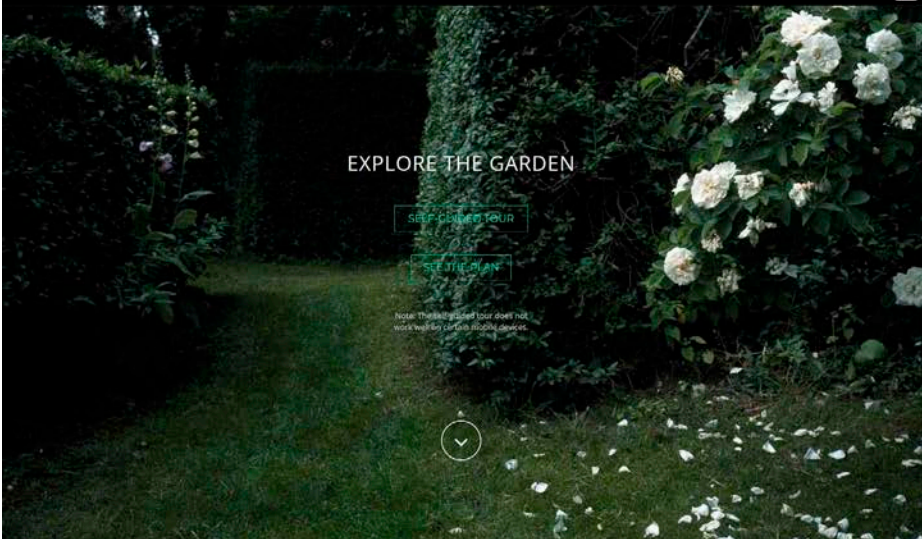 EXPLORE THE GARDEN
SELF-GUIDED TOUR
SEE THE PLAN
Note: The self-guided tour does not
work well on certain mobile devices.